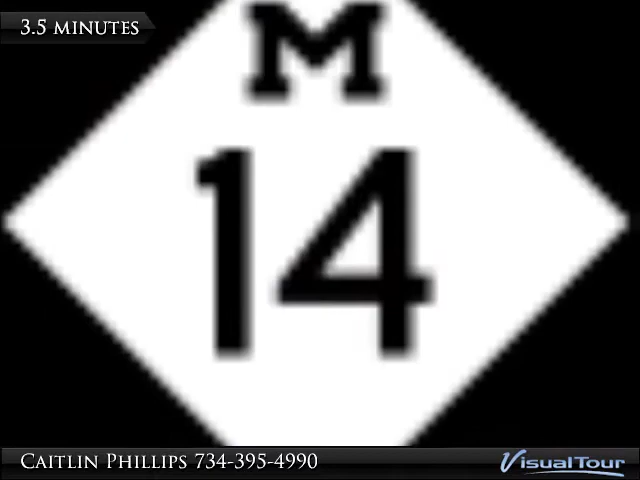 3.5 MINUTES
M
14
CAITLIN PHILLIPS 734-395-4990
VISUALTOUR